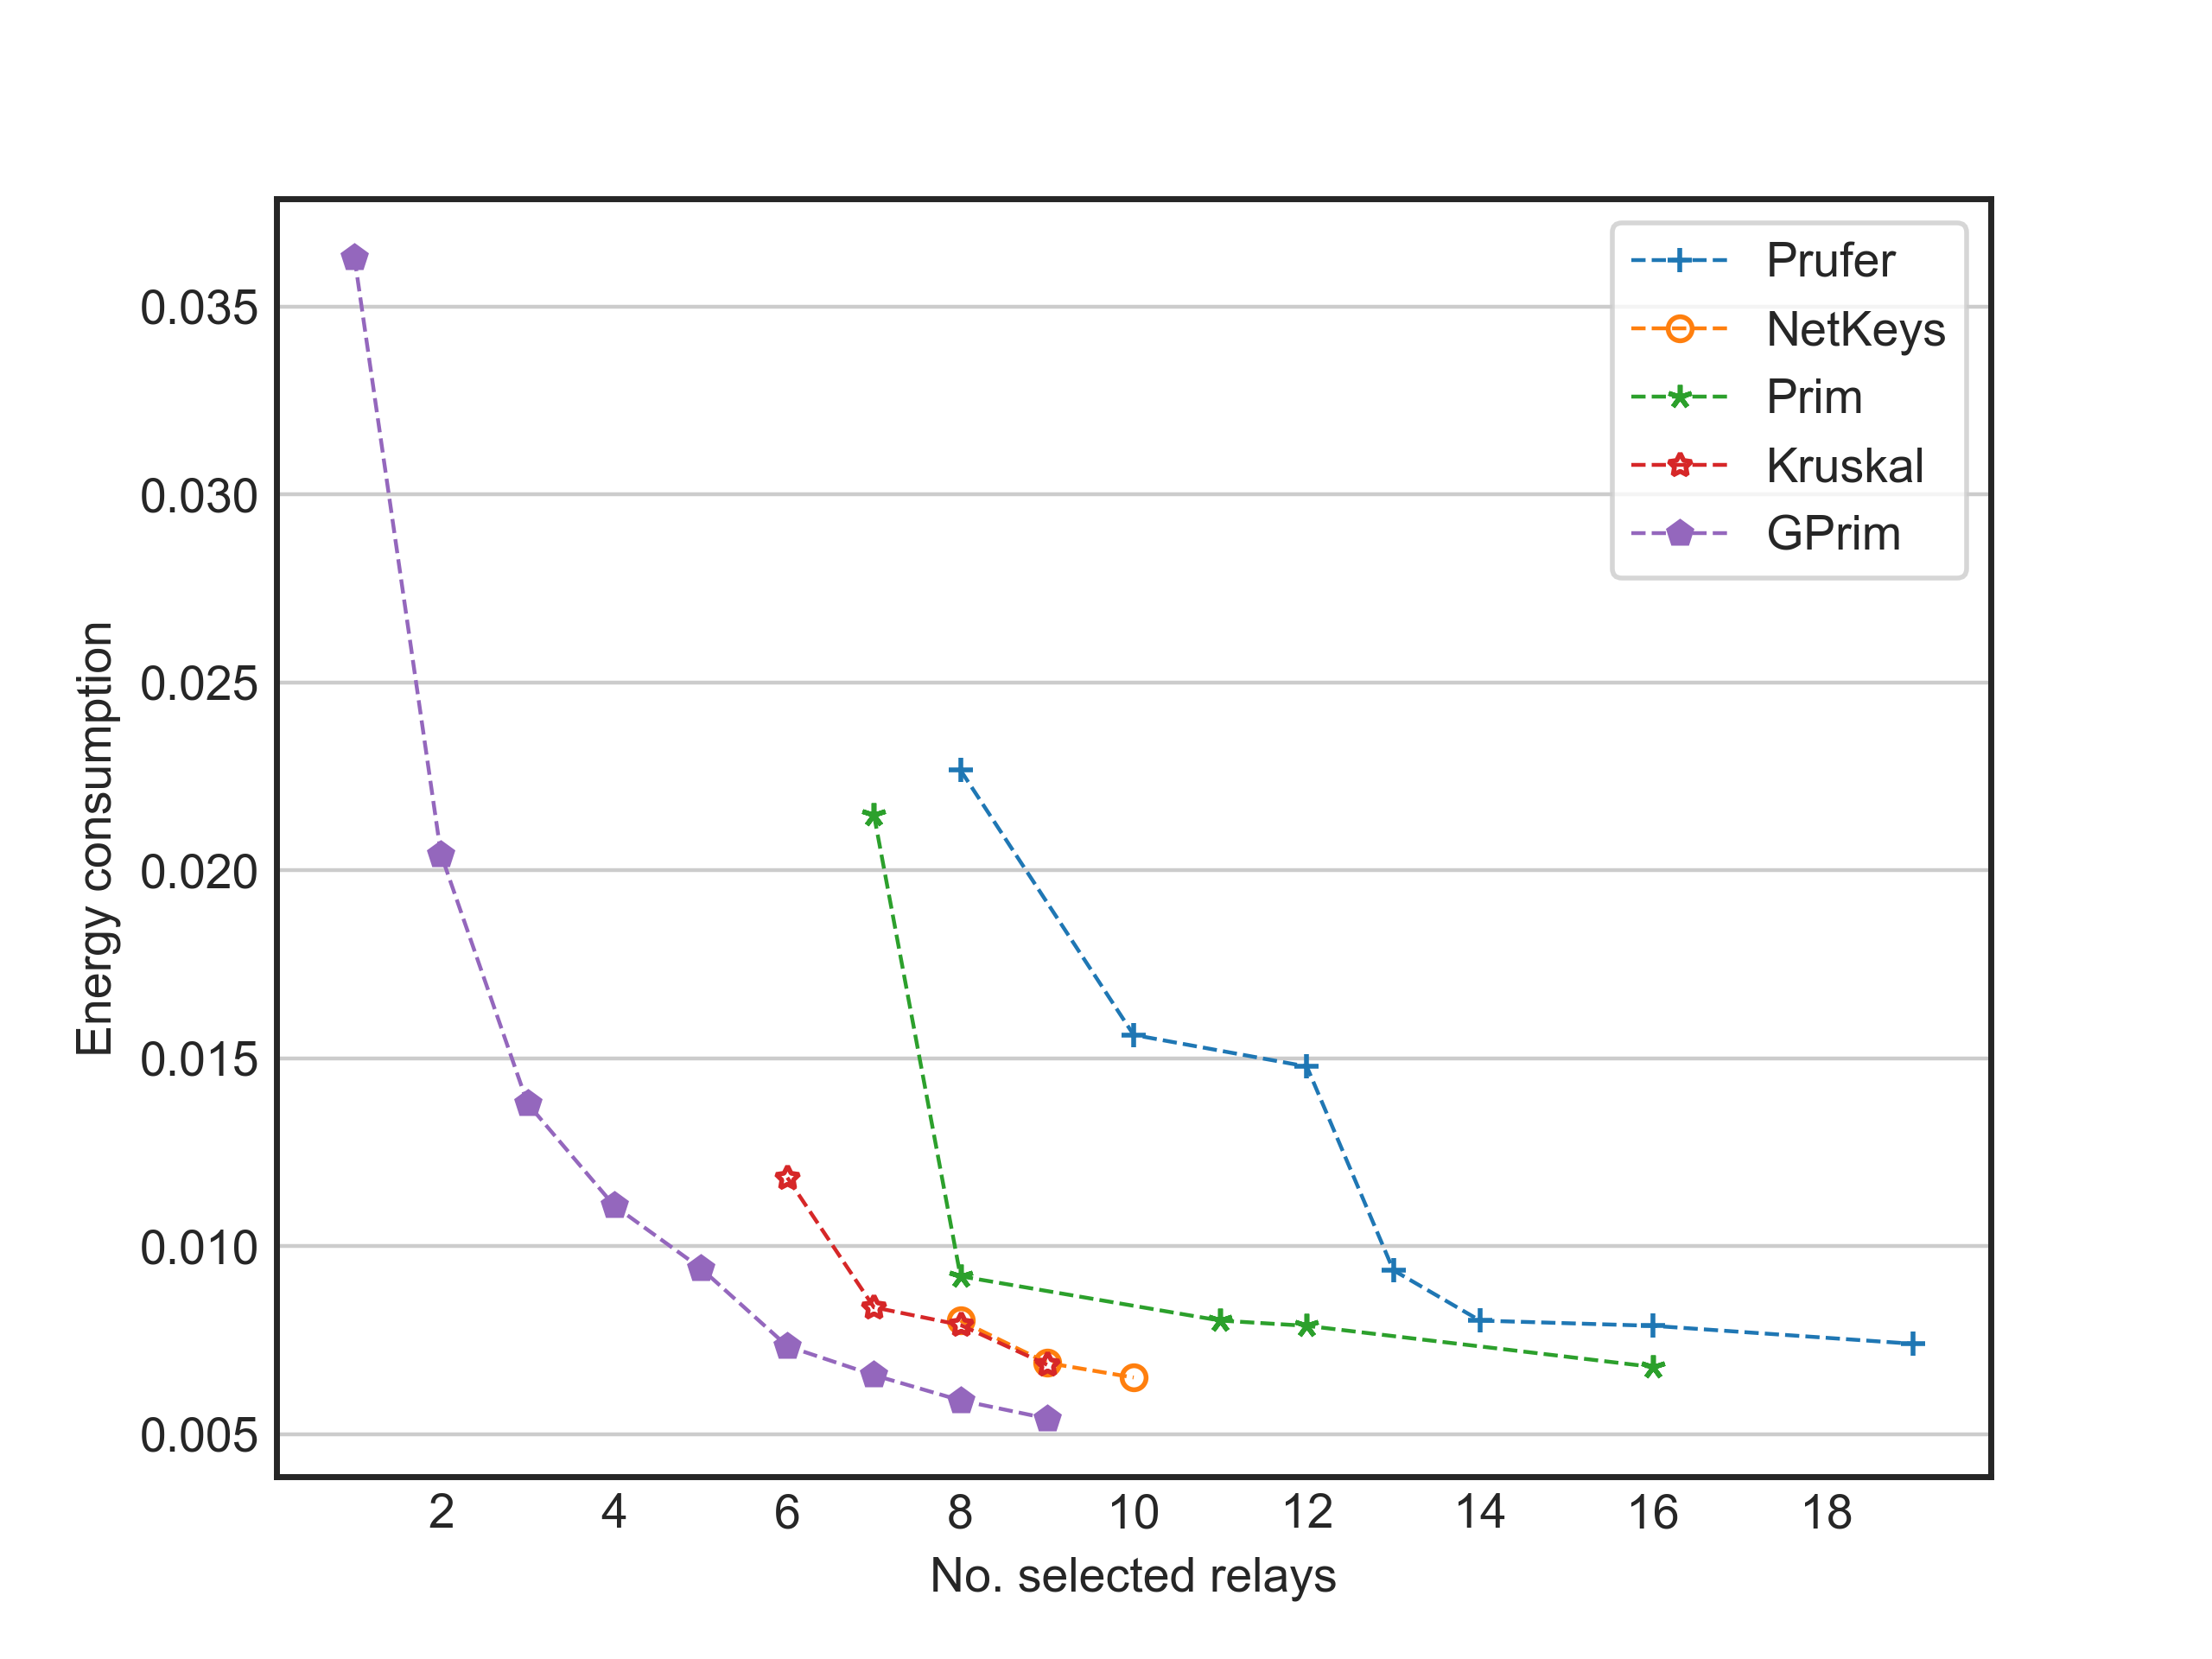 Prufer
NetKeys
Prim
Kruskal
GPrim
0.035
0.030
0.025
0.020
0.015
0.010
0.005
Energy consumption
2 4 6 8 10 12 14 16 18
No. selected relays